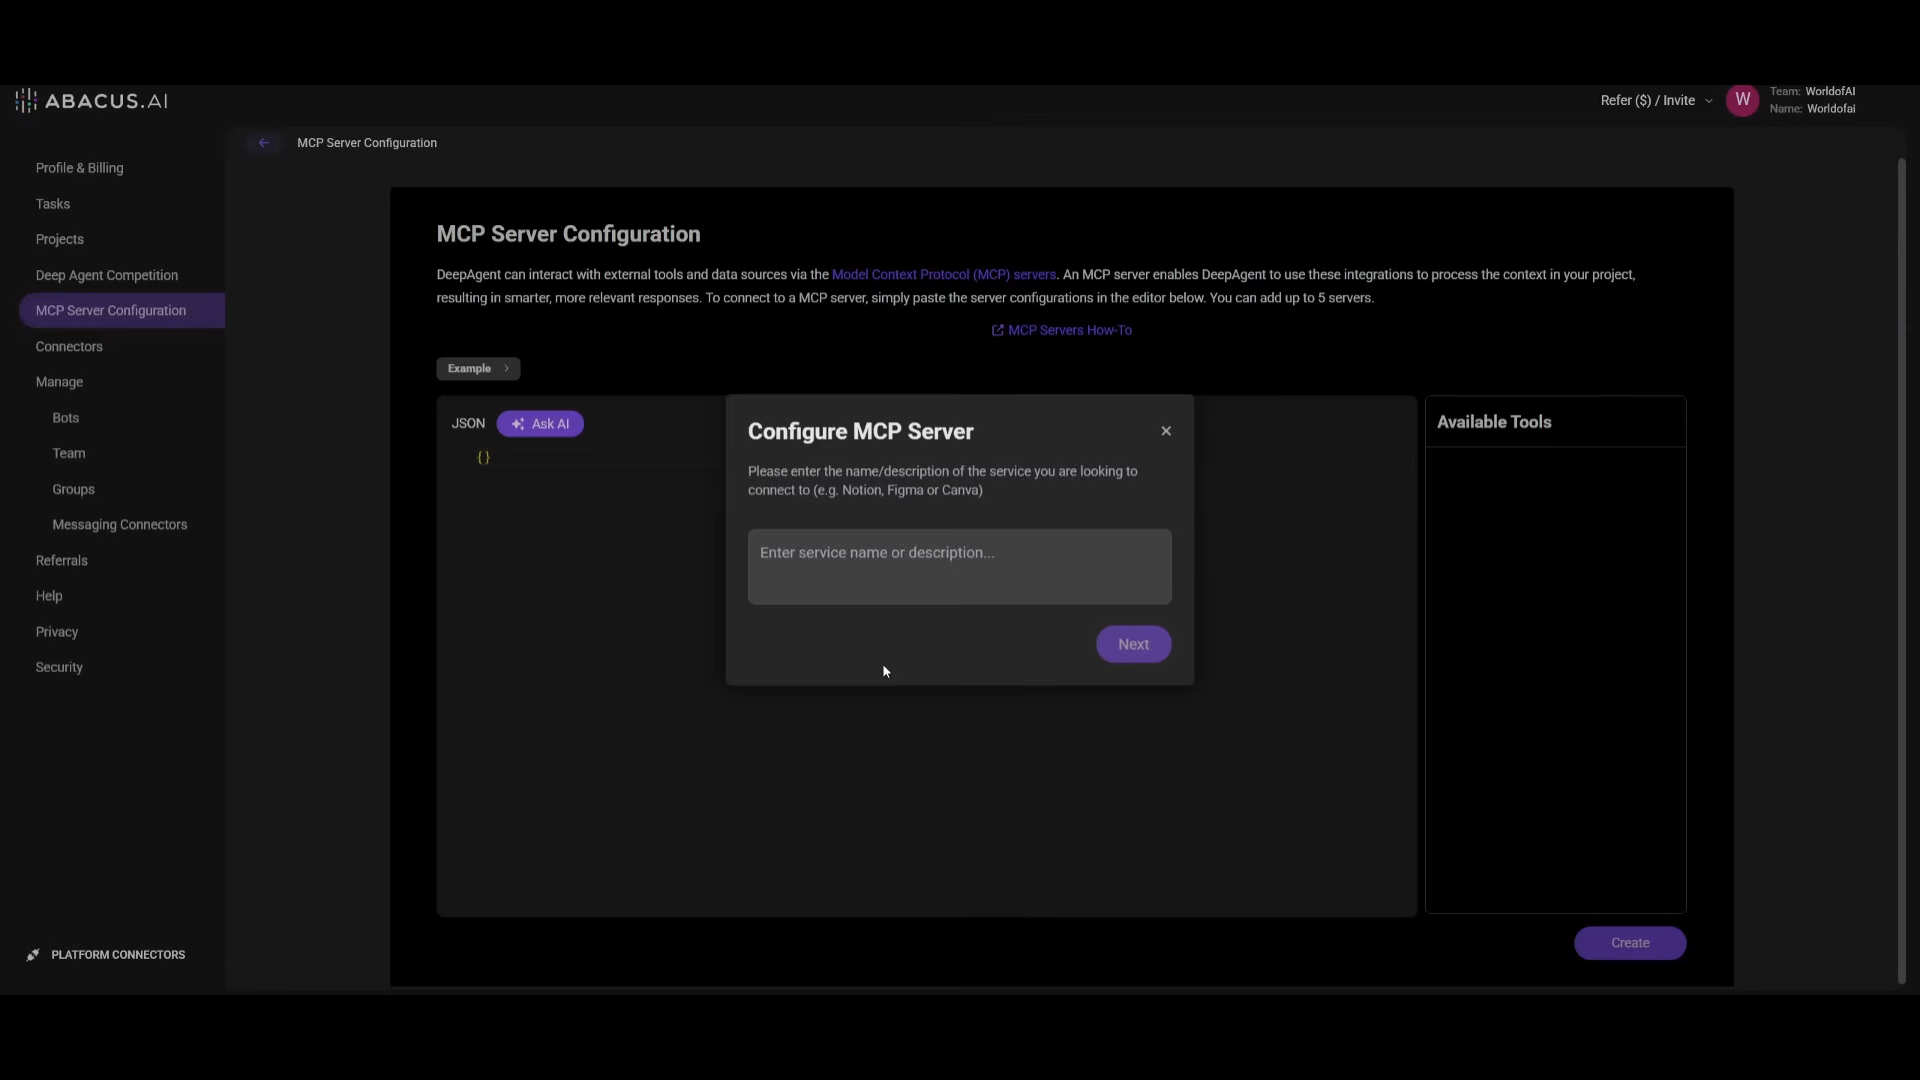 ABACUS.AI
Refer ($) / Invite
W
Team: WorldofAI
Name: Worldofai
MCP Server Configuration
Profile & Billing
Tasks
Projects
Deep Agent Competition
MCP Server Configuration
Connectors
Manage
Bots
Team
Groups
Messaging Connectors
Referrals
Help
Privacy
Security
PLATFORM CONNECTORS
MCP Server Configuration
DeepAgent can interact with external tools and data sources via the Model Context Protocol (MCP) servers. An MCP server enables DeepAgent to use these integrations to process the context in your project,
resulting in smarter, more relevant responses. To connect to a MCP server, simply paste the server configurations in the editor below. You can add up to 5 servers.
MCP Servers How-To
Example
JSON
Ask AI
{}
Configure MCP Server
Please enter the name/description of the service you are looking to
connect to (e.g. Notion, Figma or Canva)
Enter service name or description...
Next
Available Tools
Create